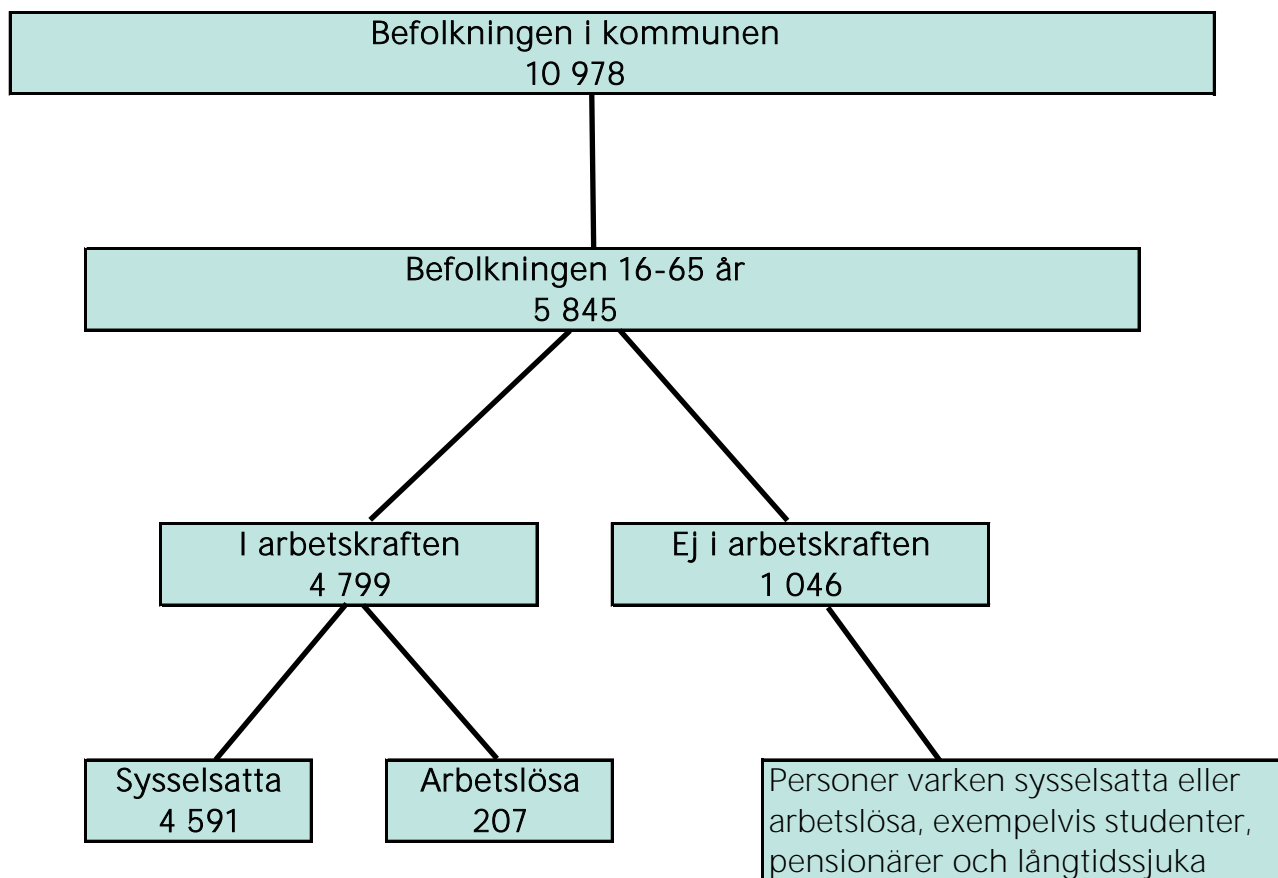 Befolkningen i kommunen
10 978
Befolkningen 16-65 år
5 845
I arbetskraften
4 799
Ej i arbetskraften
1 046
Sysselsatta
4 591
Arbetslösa
207
Personer varken sysselsatta eller
arbetslösa, exempelvis studenter,
pensionärer och långtidssjuka